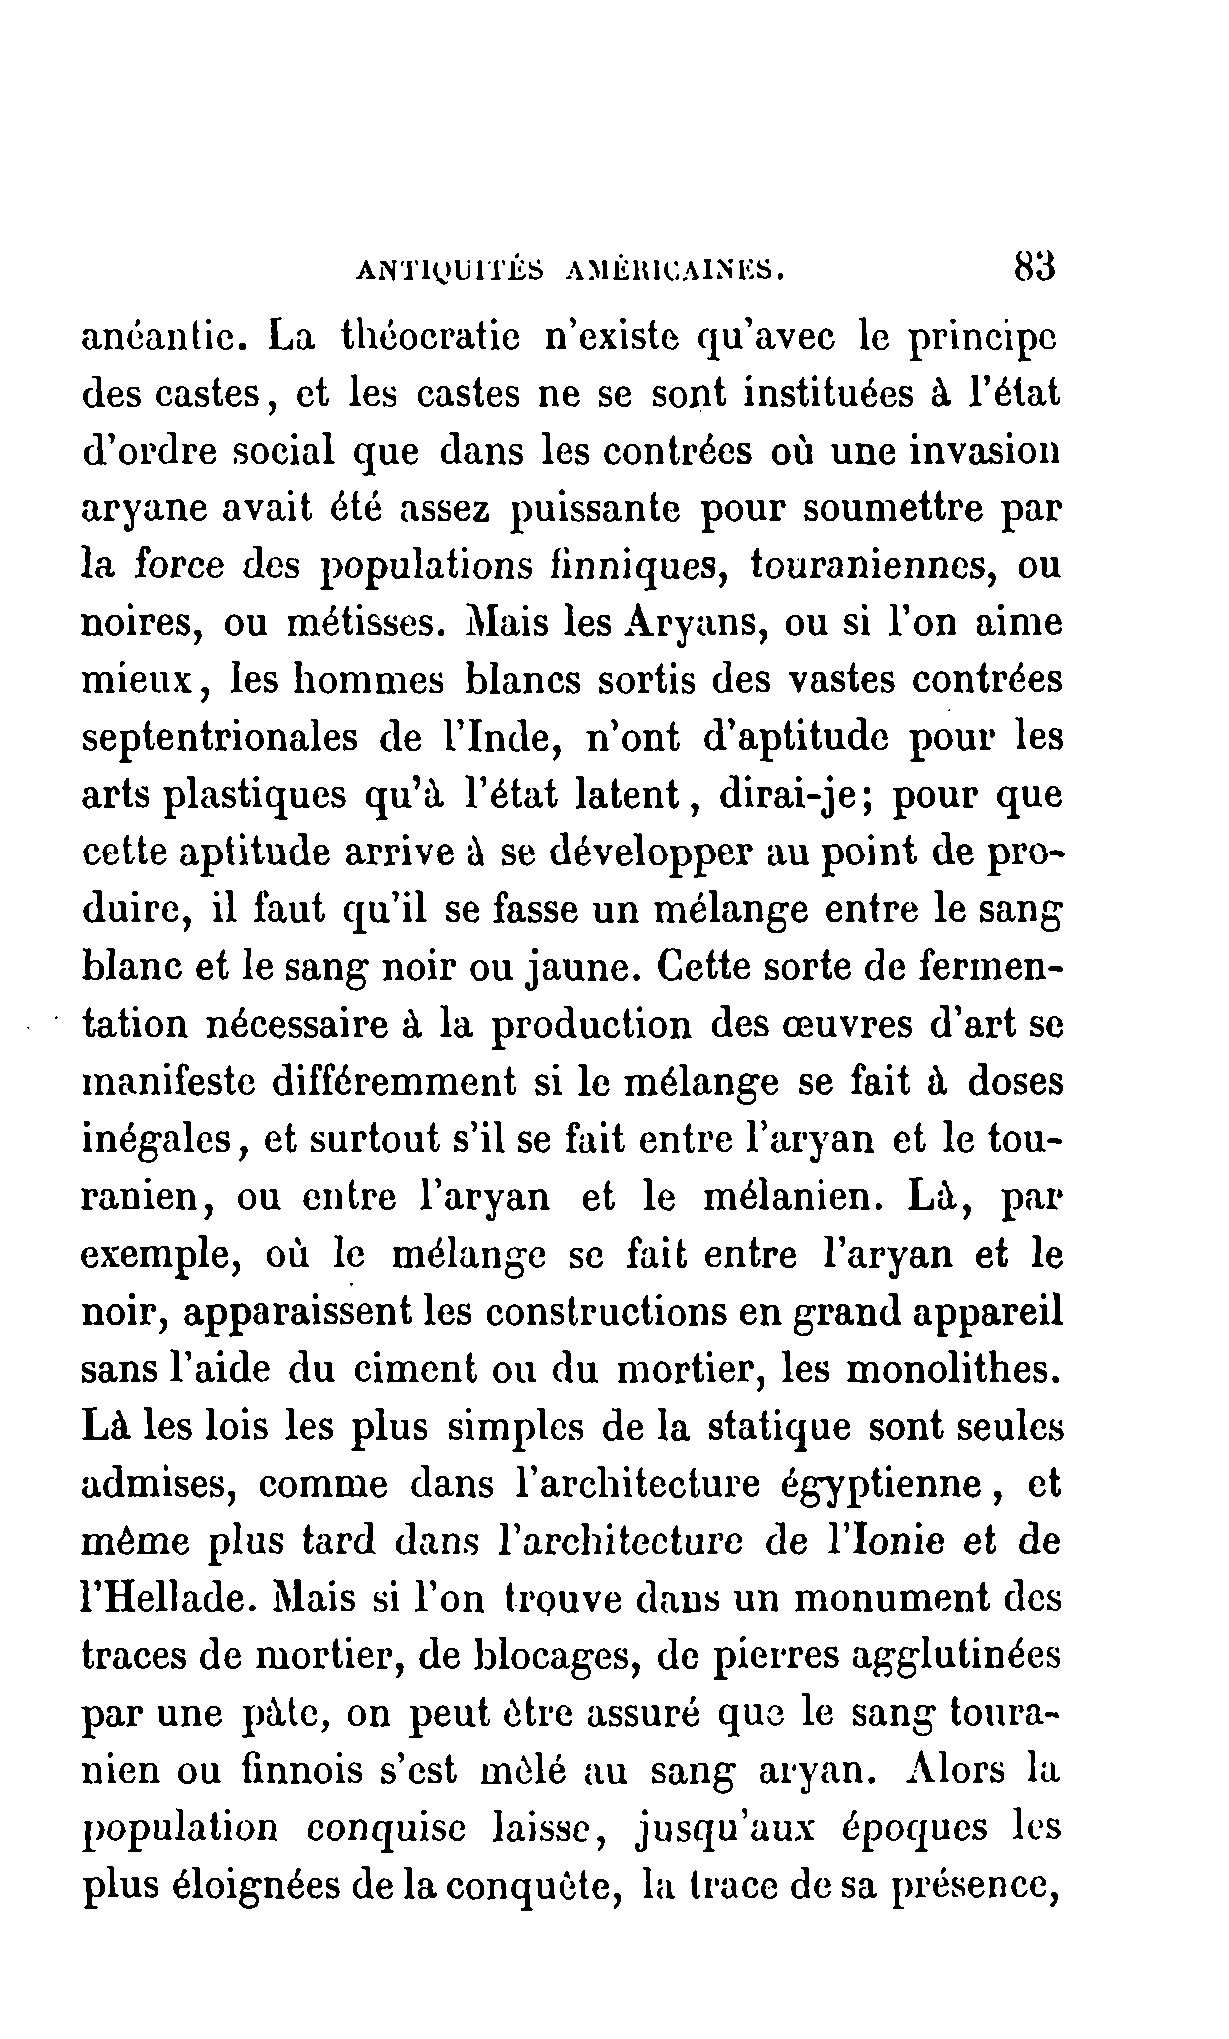 ANTIQUITÉS AMÉRICAINES. 83
anéantie. La théocratie n'existe qu'avec le principe
des castes, et les castes ne se sont instituées à l'état
d'ordre social que dans les contrées où une invasion
aryane avait été assez puissante pour soumettre par
la force des populations finniques, touraniennes, ou
noires, ou métisses. Mais les Aryans, ou si l'on aime
mieux, les hommes blancs sortis des vastes contrées
septentrionales de l'Inde, n'ont d'aptitude pour les
arts plastiques qu'à l'état latent, dirai-je; pour que
cette aptitude arrive à se développer au point de pro-
duire, il faut qu'il se fasse un mélange entre le sang
blanc et le sang noir ou jaune. Cette sorte de fermen-
tation nécessaire à la production des œuvres d'art se
manifeste différemment si le mélange se fait à doses
inégales, et surtout s'il se fait entre l'aryan et le tou-
ranien, ou entre l'aryan et le mélanien. Là, par
exemple, où le mélange se fait entre l'aryan et le
noir, apparaissent les constructions en grand appareil
sans l'aide du ciment ou du mortier, les monolithes.
Là les lois les plus simples de la statique sont seules
admises, comme dans l'architecture égyptienne, et
même plus tard dans l'architecture de l'Ionie et de
l'Hellade. Mais si l'on trouve dans un monument des
traces de mortier, de blocages, de pierres agglutinées
par une pâte, on peut être assuré que le sang toura-
nien ou finnois s'est mêlé au sang aryan. Alors la
population conquise laisse, jusqu'aux époques les
plus éloignées de la conquête, la trace de sa présence,